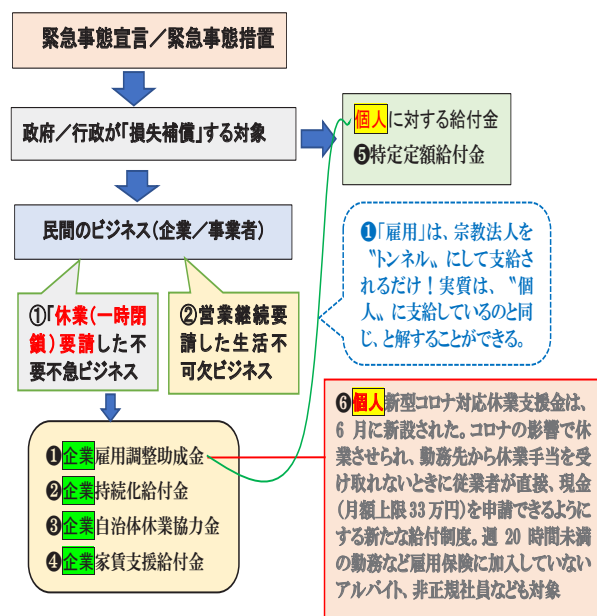 緊急事態宣言／緊急事態措置
政府／行政が「損失補償」する対象
個人に対する給付金
❺特定定額給付金
民間のビジネス（企業／事業者）
①「休業（一時閉
鎖）要請した不
要不急ビジネス
②営業継続要
請した生活不
可欠ビジネス
❶「雇用」は、宗教法人を
〝トンネル〟にして支給さ
れるだけ！実質は、〝個
人〟に支給しているのと同
じ、と解することができる。
❶企業雇用調整助成金
❷企業持続化給付金
❸企業自治体休業協力金
❹企業家賃支援給付金
❻個人新型コロナ対応休業支援金は、
6 月に新設された。コロナの影響で休
業させられ、勤務先から休業手当を受
け取れないときに従業者が直接、現金
（月額上限 33 万円）を申請できるように
する新たな給付制度。週 20 時間未満
の勤務など雇用保険に加入していない
アルバイト、非正規社員なども対象